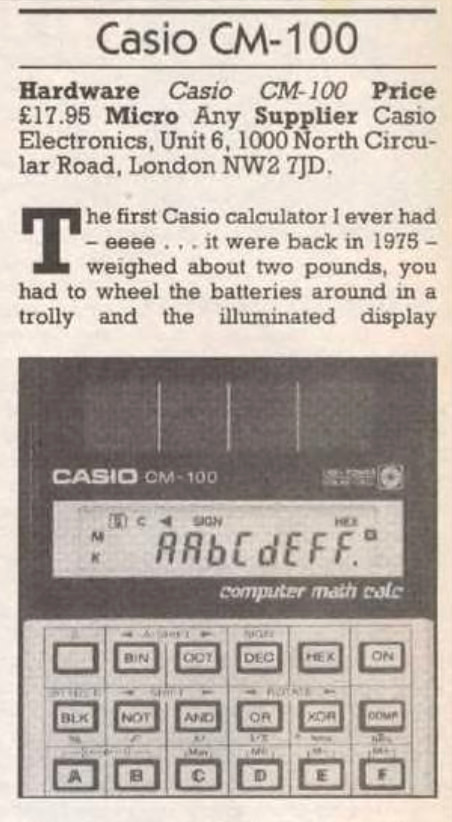 Casio CM-100
Hardware Casio CM-100 Price
£17.95 Micro Any Supplier Casio
Electronics, Unit 6, 1000 North Circu-
lar Road, London NW2 7JD.
The first Casio calculator I ever had
– eeee . . . it were back in 1975 –
weighed about two pounds, you
had to wheel the batteries around in a
trolly and the illuminated display
CASIO CM-100
C ◄ SIGN HEX
M
K AAbCdEFF.
computer math calc
BIN OCT DEC HEX ON
BLK NOT AND OR XOR COMP
A B C D E F